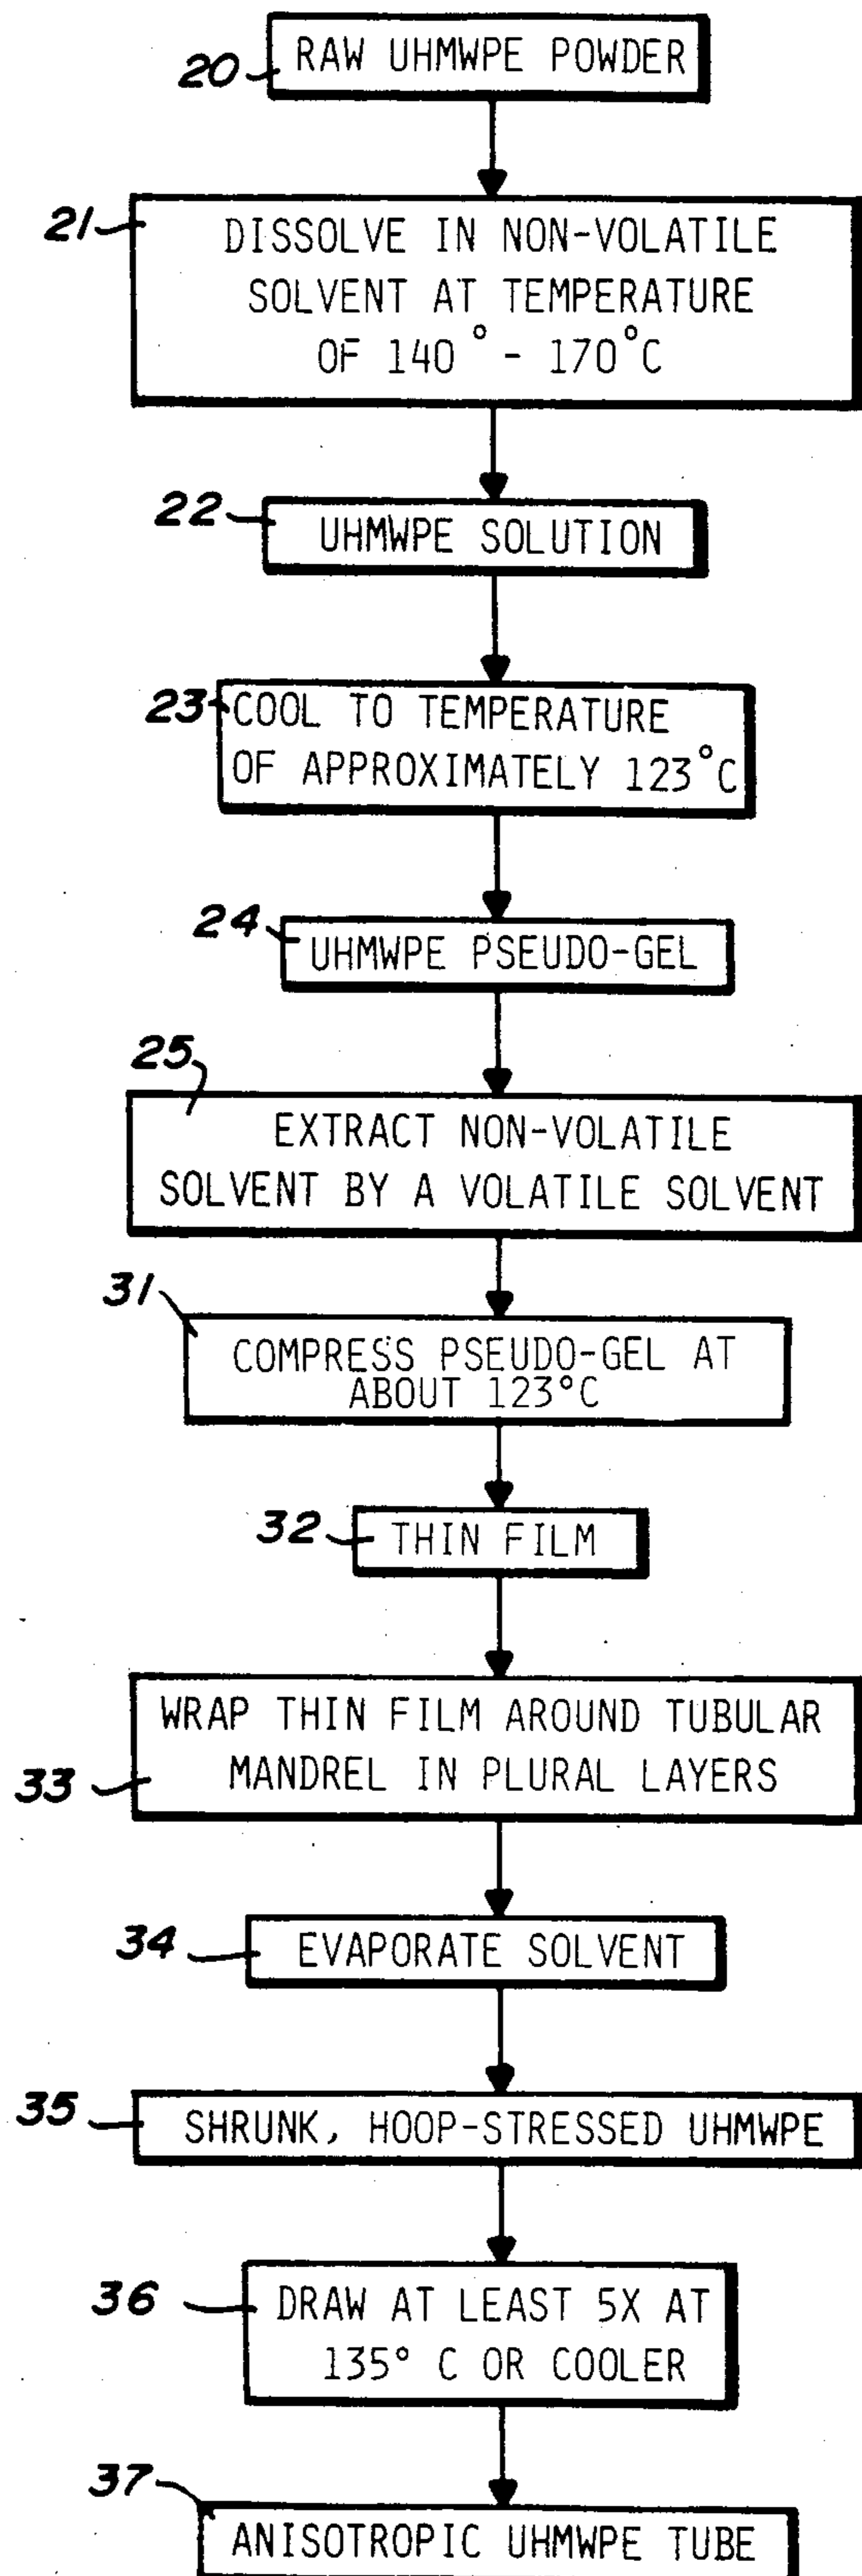 20
RAW UHMWPE POWDER
21
DISSOLVE IN NON-VOLATILE
SOLVENT AT TEMPERATURE
OF 140° - 170°C
22
UHMWPE SOLUTION
23
COOL TO TEMPERATURE
OF APPROXIMATELY 123°C
24
UHMWPE PSEUDO-GEL
25
EXTRACT NON-VOLATILE
SOLVENT BY A VOLATILE SOLVENT
31
COMPRESS PSEUDO-GEL AT
ABOUT 123°C
32
THIN FILM
33
WRAP THIN FILM AROUND TUBULAR
MANDREL IN PLURAL LAYERS
34
EVAPORATE SOLVENT
35
SHRUNK, HOOP-STRESSED UHMWPE
36
DRAW AT LEAST 5X AT
135° C OR COOLER
37
ANISOTROPIC UHMWPE TUBE